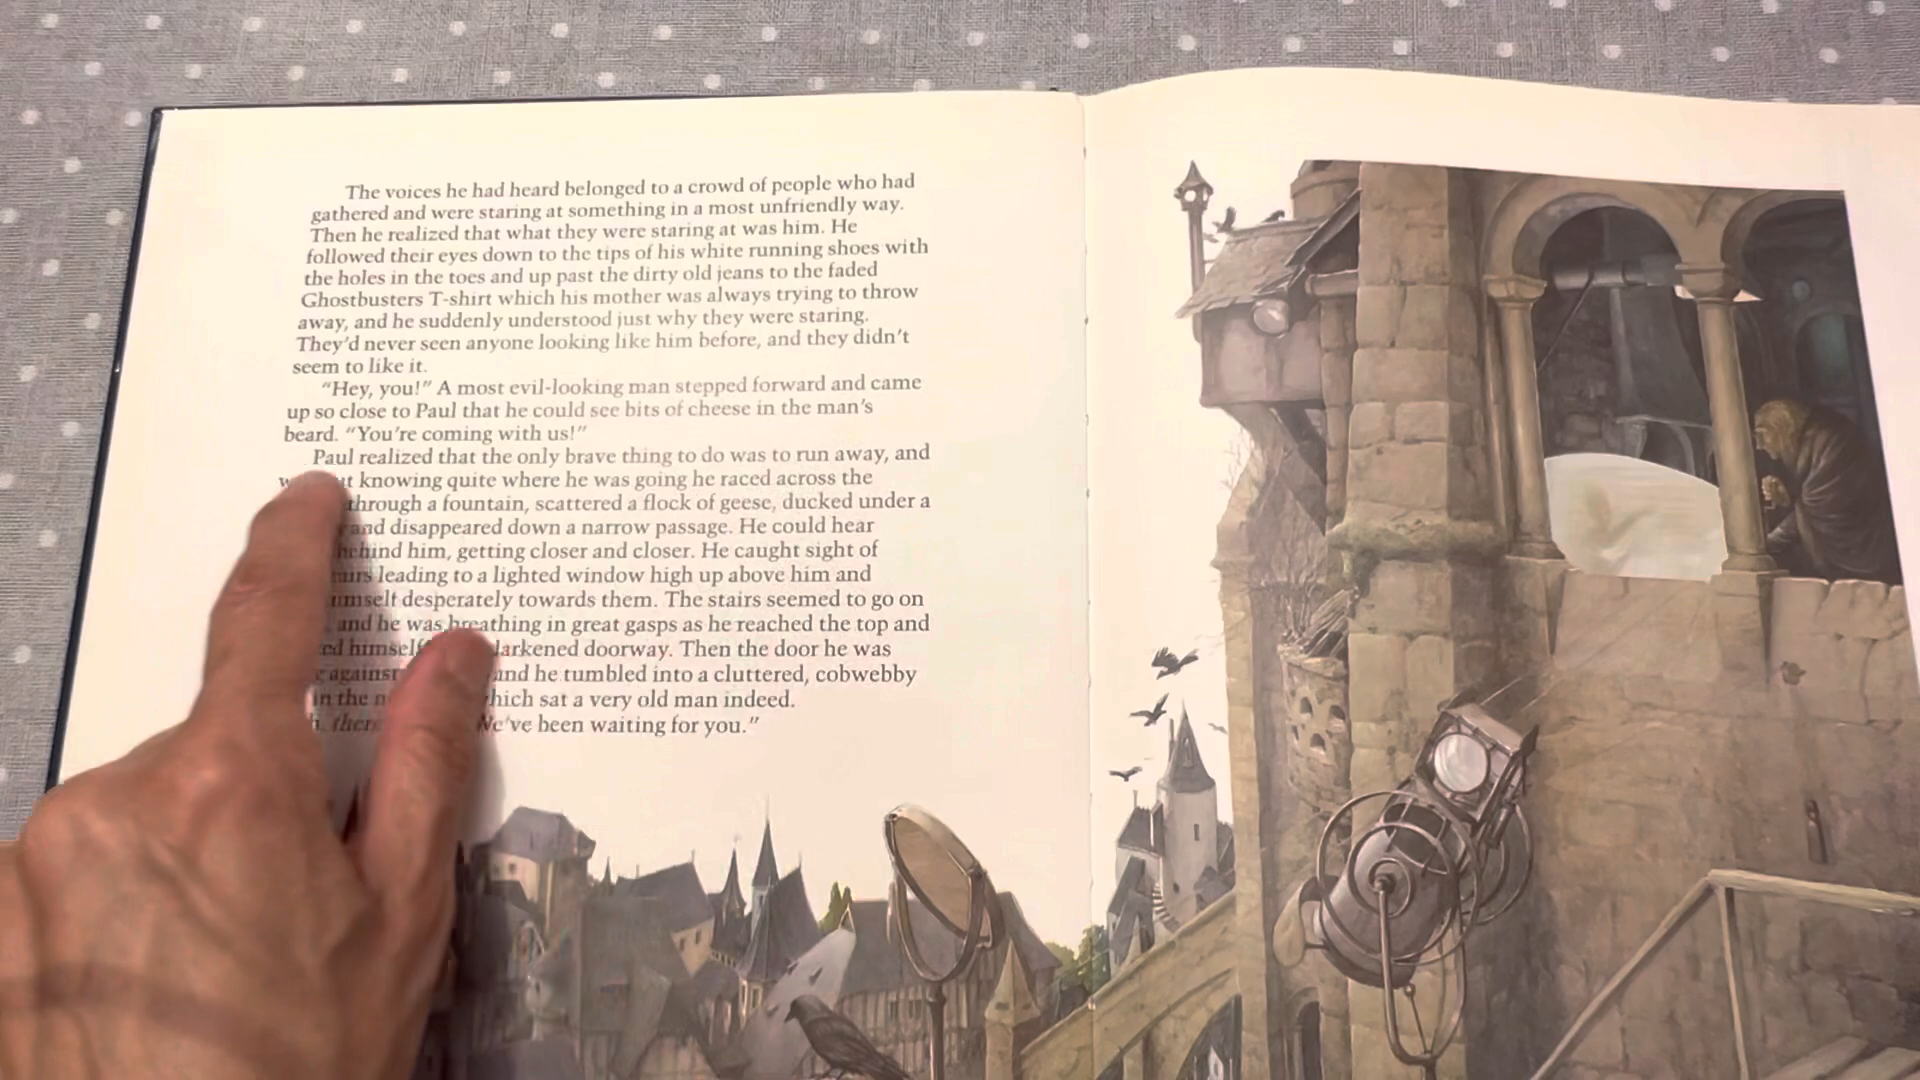 The voices he had heard belonged to a crowd of people who had
gathered and were staring at something in a most unfriendly way.
Then he realized that what they were staring at was him. He
followed their eyes down to the tips of his white running shoes with
the holes in the toes and up past the dirty old jeans to the faded
Ghostbusters T-shirt which his mother was always trying to throw
away, and he suddenly understood just why they were staring.
They'd never seen anyone looking like him before, and they didn't
seem to like it.
"Hey, you!" A most evil-looking man stepped forward and came
up so close to Paul that he could see bits of cheese in the man's
beard. "You're coming with us!"
Paul realized that the only brave thing to do was to run away, and
knowing quite where he was going he raced across the
through a fountain, scattered a flock of geese, ducked under a
and disappeared down a narrow passage. He could hear
behind him, getting closer and closer. He caught sight of
leading to a lighted window high up above him and
desperately towards them. The stairs seemed to go on
and he was breathing in great gasps as he reached the top and
himself darkened doorway. Then the door he was
against and he tumbled into a cluttered, cobwebby
in the which sat a very old man indeed.
We've been waiting for you."